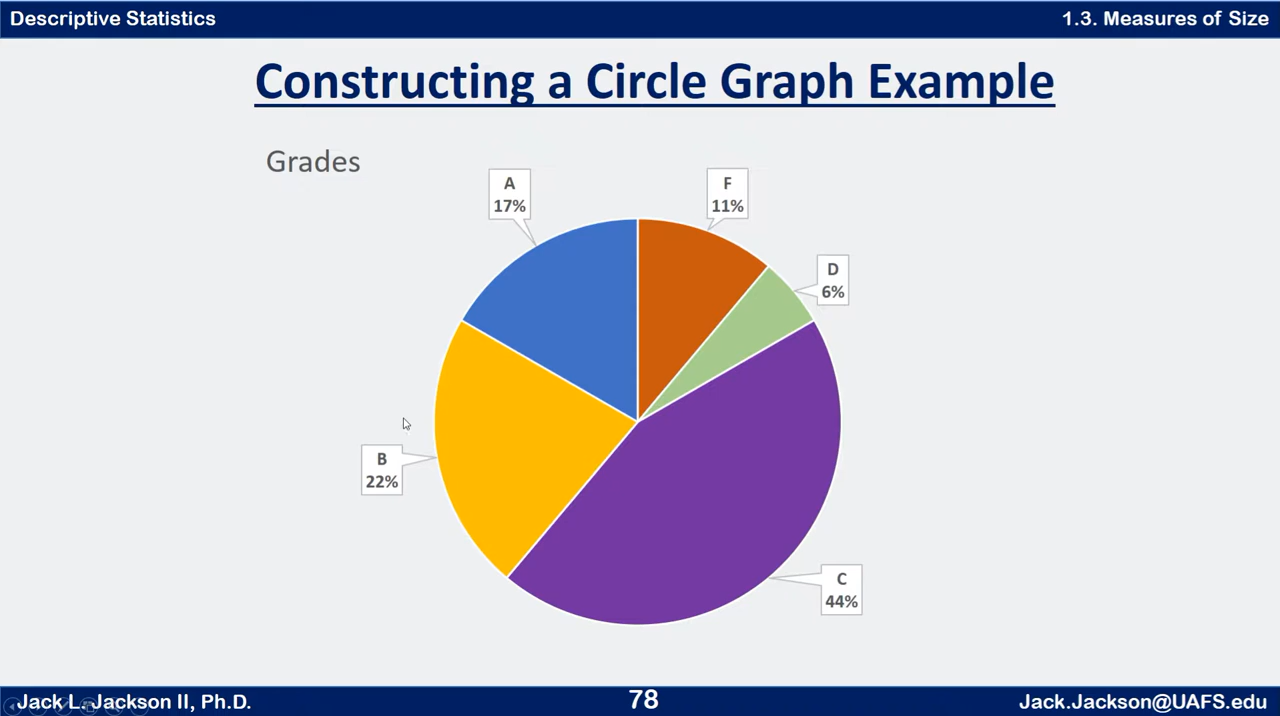 Descriptive Statistics
1.3. Measures of Size
Constructing a Circle Graph Example
Grades
A
17%
F
11%
D
6%
B
22%
C
44%
Jack L. Jackson II, Ph.D.
78
Jack.Jackson@UAFS.edu